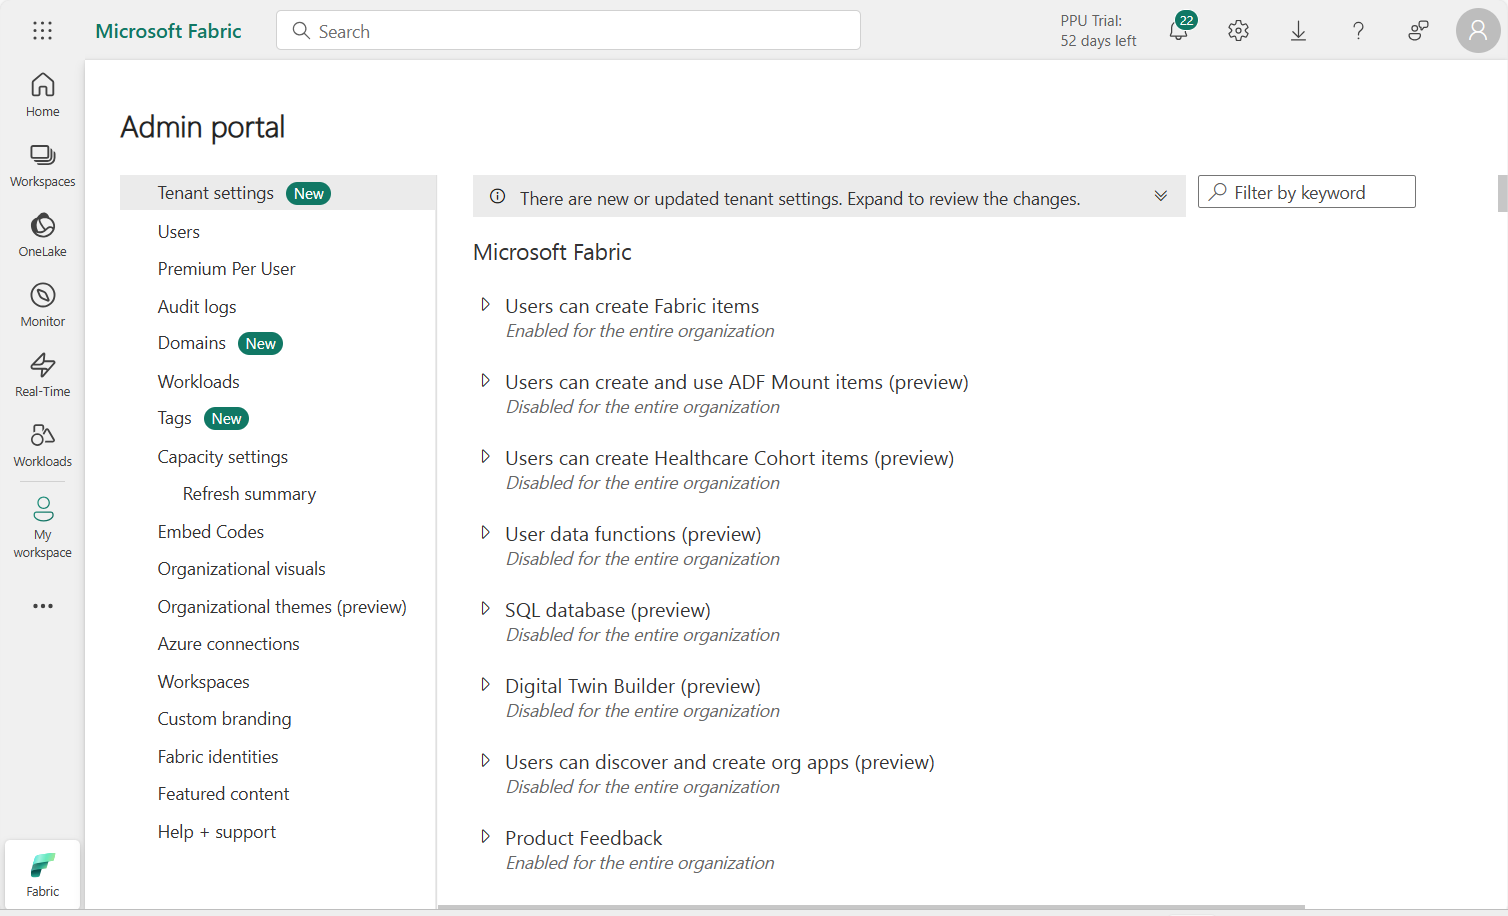 Microsoft Fabric
Search
PPU Trial:
52 days left
22
Home
Workspaces
OneLake
Monitor
Real-Time
Workloads
My
workspace
Fabric
Admin portal
Tenant settings New
Users
Premium Per User
Audit logs
Domains New
Workloads
Tags New
Capacity settings
Refresh summary
Embed Codes
Organizational visuals
Organizational themes (preview)
Azure connections
Workspaces
Custom branding
Fabric identities
Featured content
Help + support
There are new or updated tenant settings. Expand to review the changes.
Filter by keyword
Microsoft Fabric
Users can create Fabric items
Enabled for the entire organization
Users can create and use ADF Mount items (preview)
Disabled for the entire organization
Users can create Healthcare Cohort items (preview)
Disabled for the entire organization
User data functions (preview)
Disabled for the entire organization
SQL database (preview)
Disabled for the entire organization
Digital Twin Builder (preview)
Disabled for the entire organization
Users can discover and create org apps (preview)
Disabled for the entire organization
Product Feedback
Enabled for the entire organization